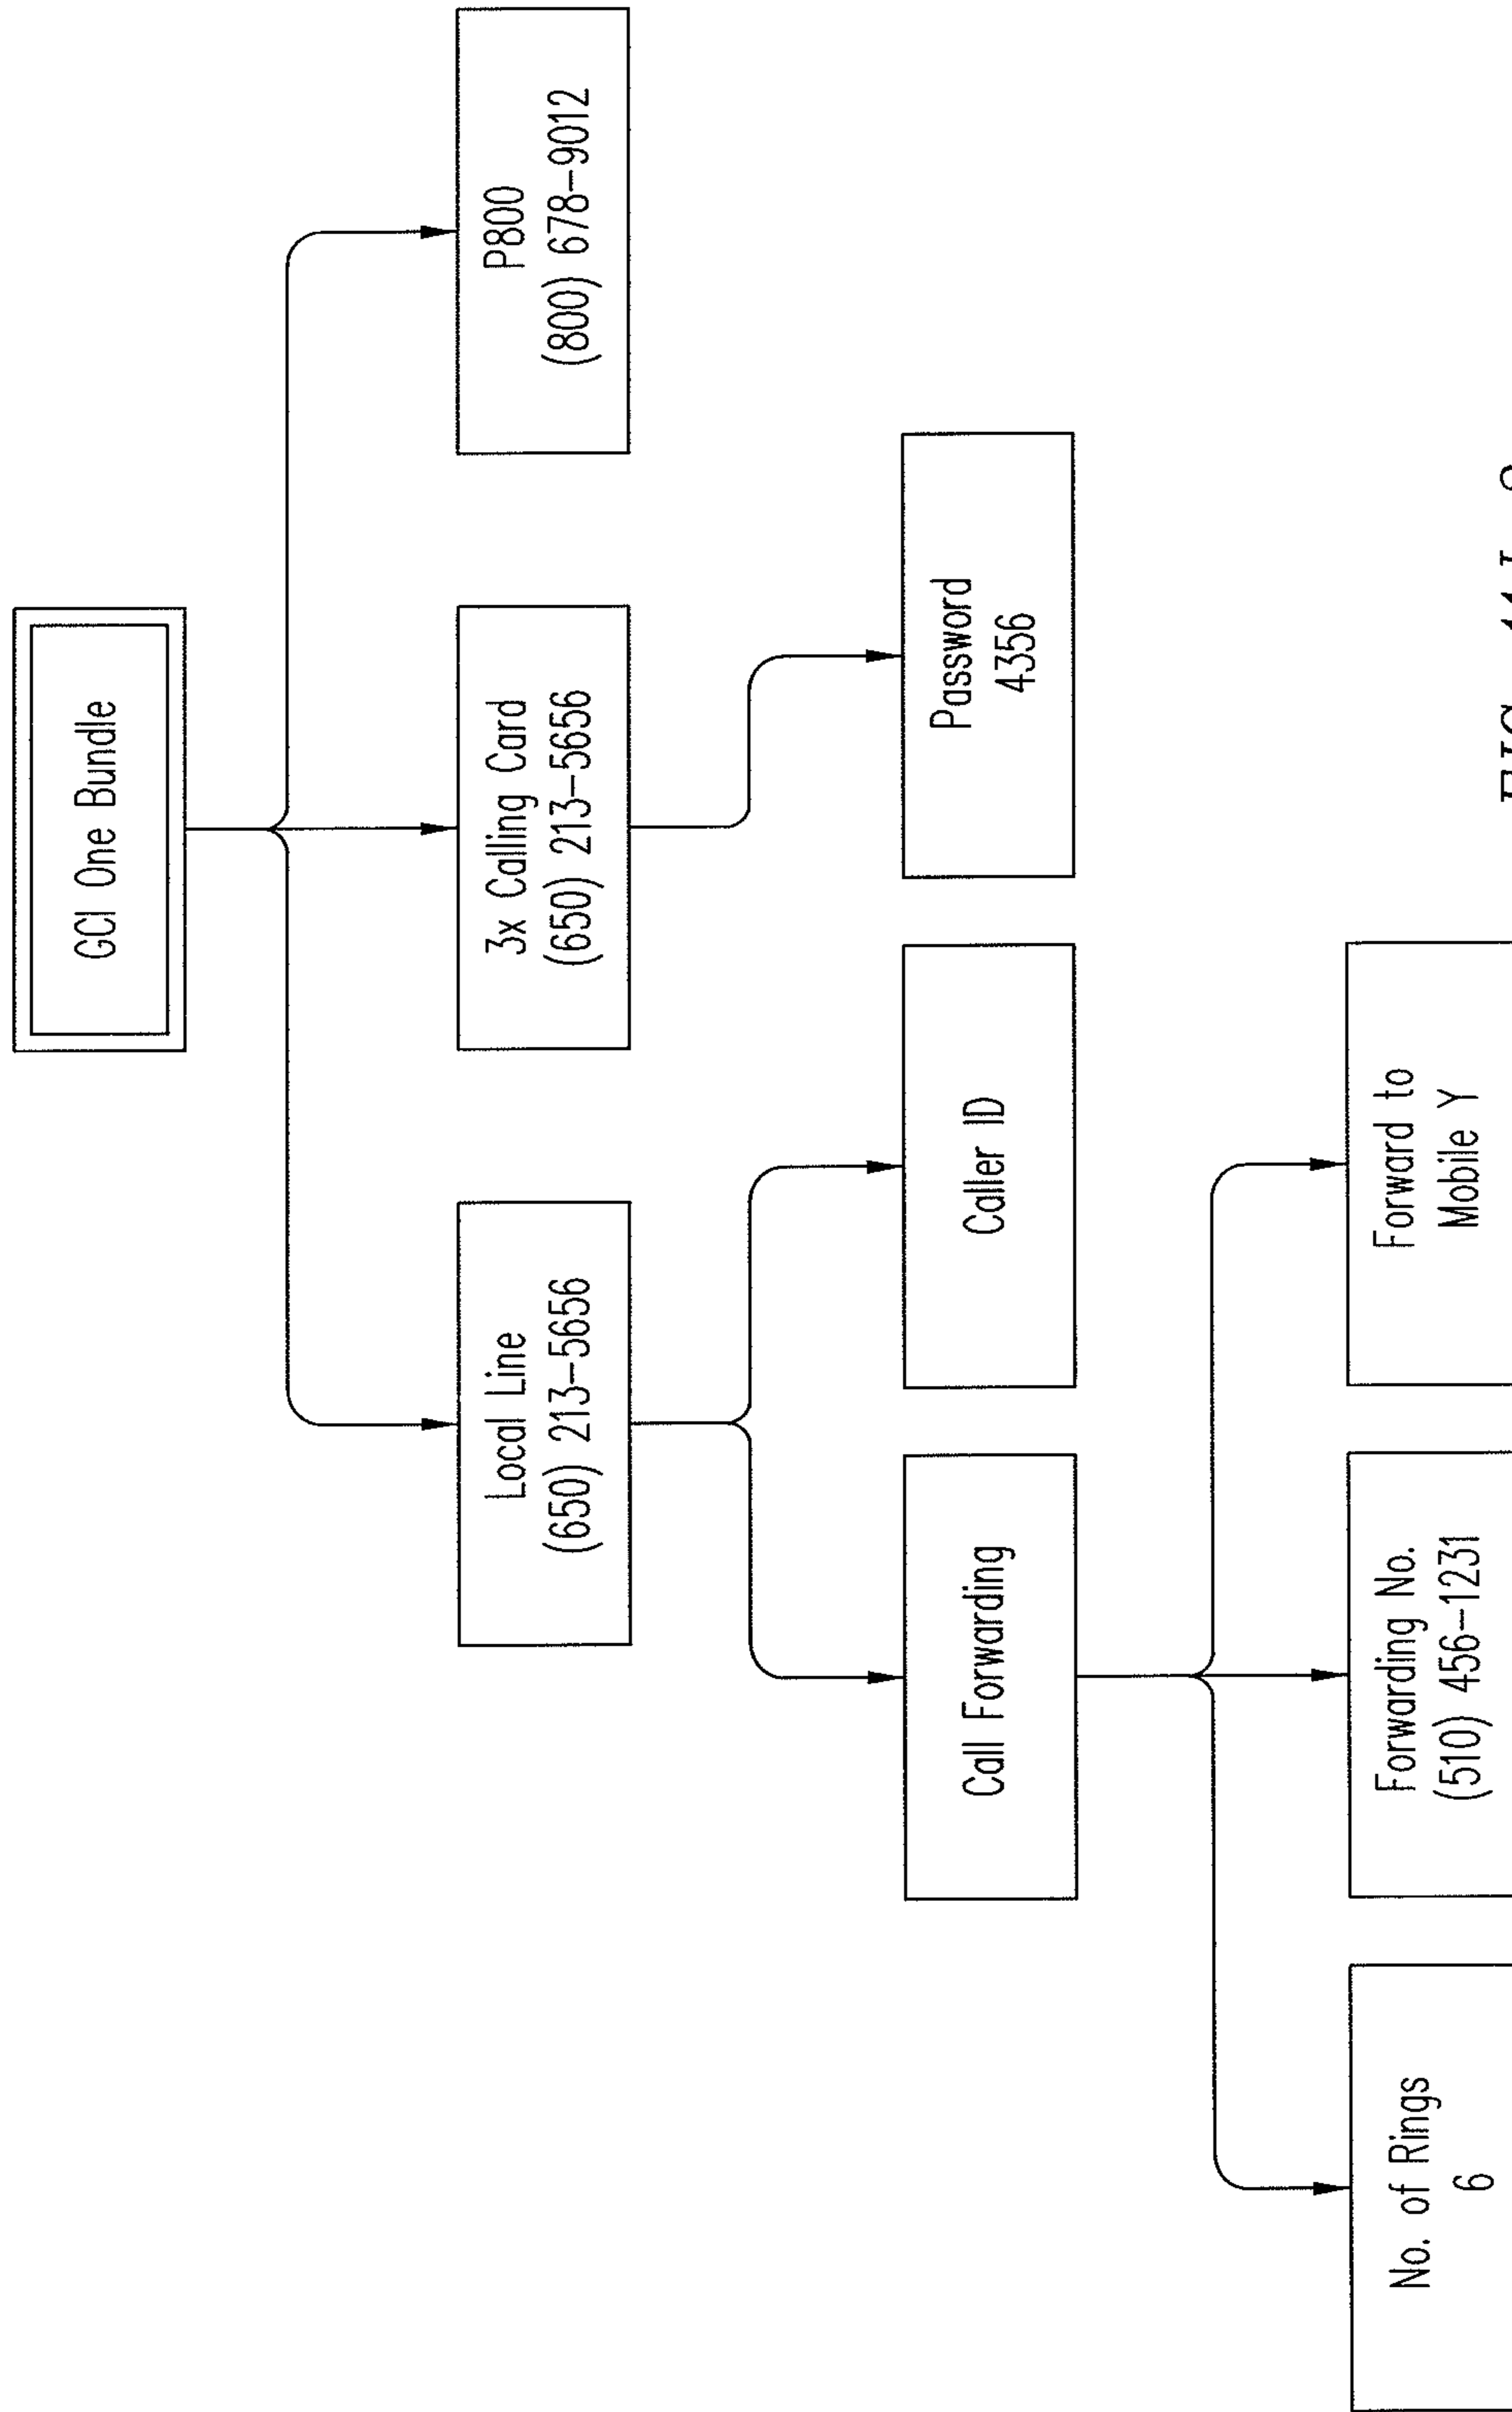 GCI One Bundle
Local Line
(650) 213-5656
3x Calling Card
(650) 213-5656
P800
(800) 678-9012
Call Forwarding
Caller ID
Password
4356
No. of Rings
6
Forwarding No.
(510) 456-1231
Forward to
Mobile Y